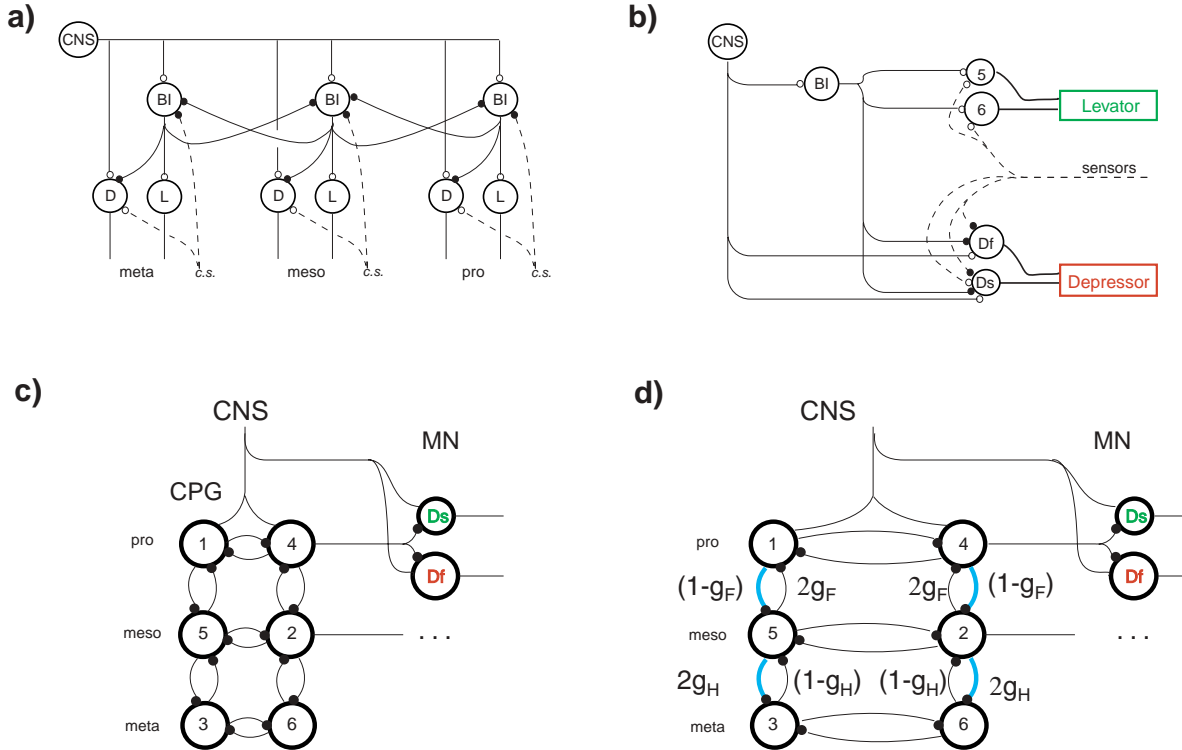 a)
CNS
BI BI BI
D L D L D L
meta c.s. meso c.s. pro c.s.
b)
CNS
BI
5
6
Levator
sensors
Df
Ds
Depressor
c)
CNS
MN
CPG
Ds
pro 1 4
Df
meso 5 2 . . .
meta 3 6
d)
CNS
MN
Ds
pro 1 4
Df
(1-gF) 2gF 2gF (1-gF)
meso 5 2 . . .
2gH (1-gH) (1-gH) 2gH
meta 3 6